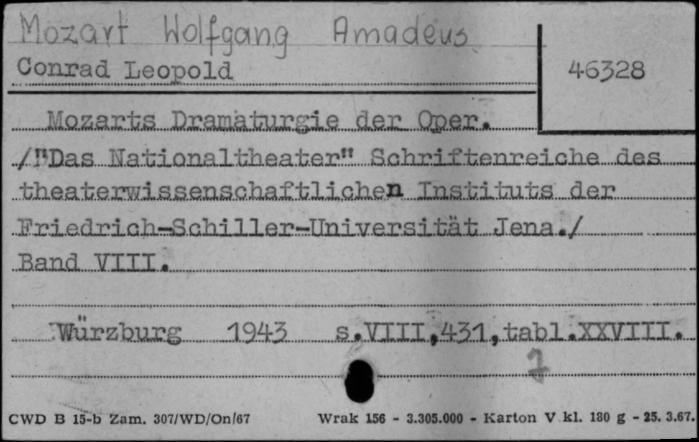 Mozart Wolfgang Amadeus
Conrad Leopold
46328
Mozarts Dramaturgie der Oper.
/"Das Nationaltheater" Schriftenreiche des
theaterwissenschaftlichen Instituts der
Friedrich-Schiller-Universität Jena./
Band VIII.
Würzburg 1943 s.VIII,431,tabl.XXVIII.
7
CWD B 15-b Zam. 307/WD/On/67 Wrak 156 - 3.305.000 - Karton V kl. 180 g - 25. 3.67.